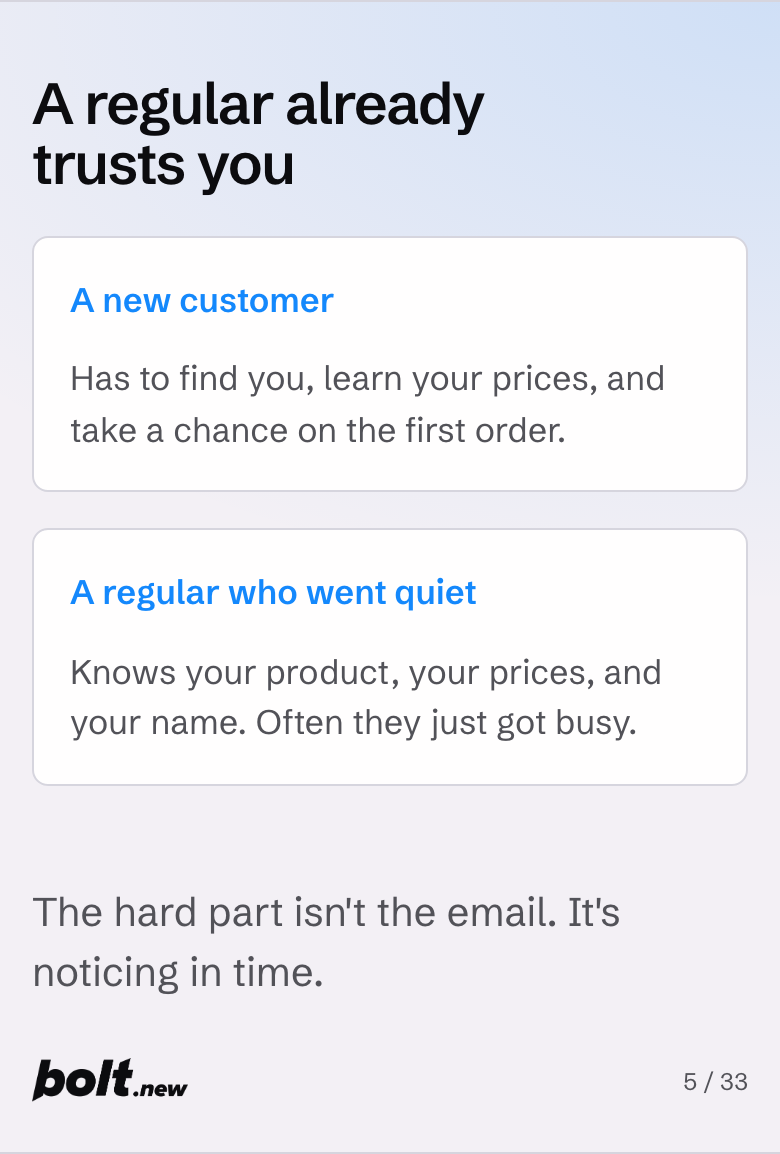 A regular already
trusts you
A new customer
Has to find you, learn your prices, and
take a chance on the first order.
A regular who went quiet
Knows your product, your prices, and
your name. Often they just got busy.
The hard part isn't the email. It's
noticing in time.
bolt.new
5 / 33